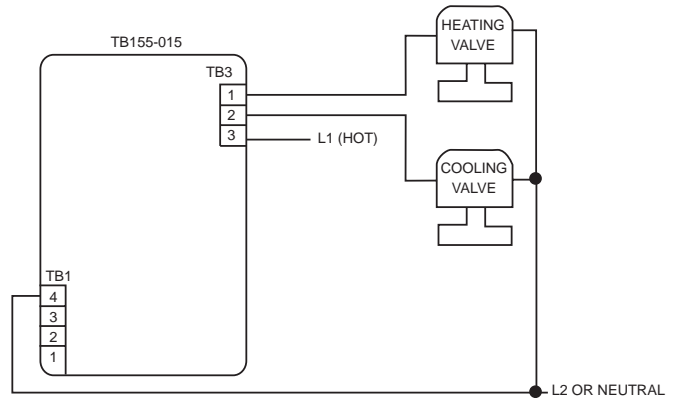 TB155-015
TB3
1
2
3
L1 (HOT)
HEATING
VALVE
COOLING
VALVE
TB1
4
3
2
1
L2 OR NEUTRAL